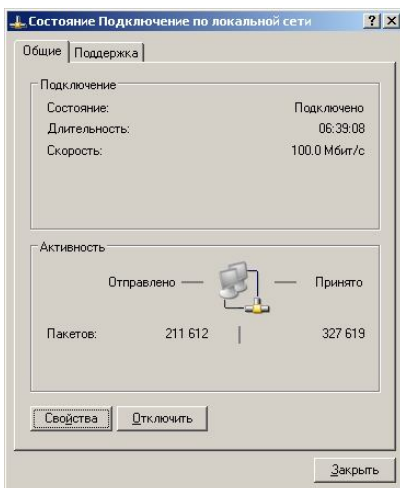 Состояние Подключение по локальной сети
Общие Поддержка
Подключение
Состояние: Подключено
Длительность: 06:39:08
Скорость: 100.0 Мбит/с
Активность
Отправлено — — Принято
Пакетов: 211 612 | 327 619
Свойства Отключить
Закрыть